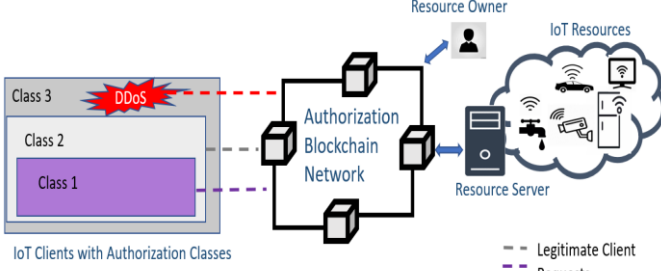 Resource Owner
IoT Resources
Class 3
DDoS
Authorization
Blockchain
Network
Class 2
Class 1
Resource Server
IoT Clients with Authorization Classes
Legitimate Client
Requests